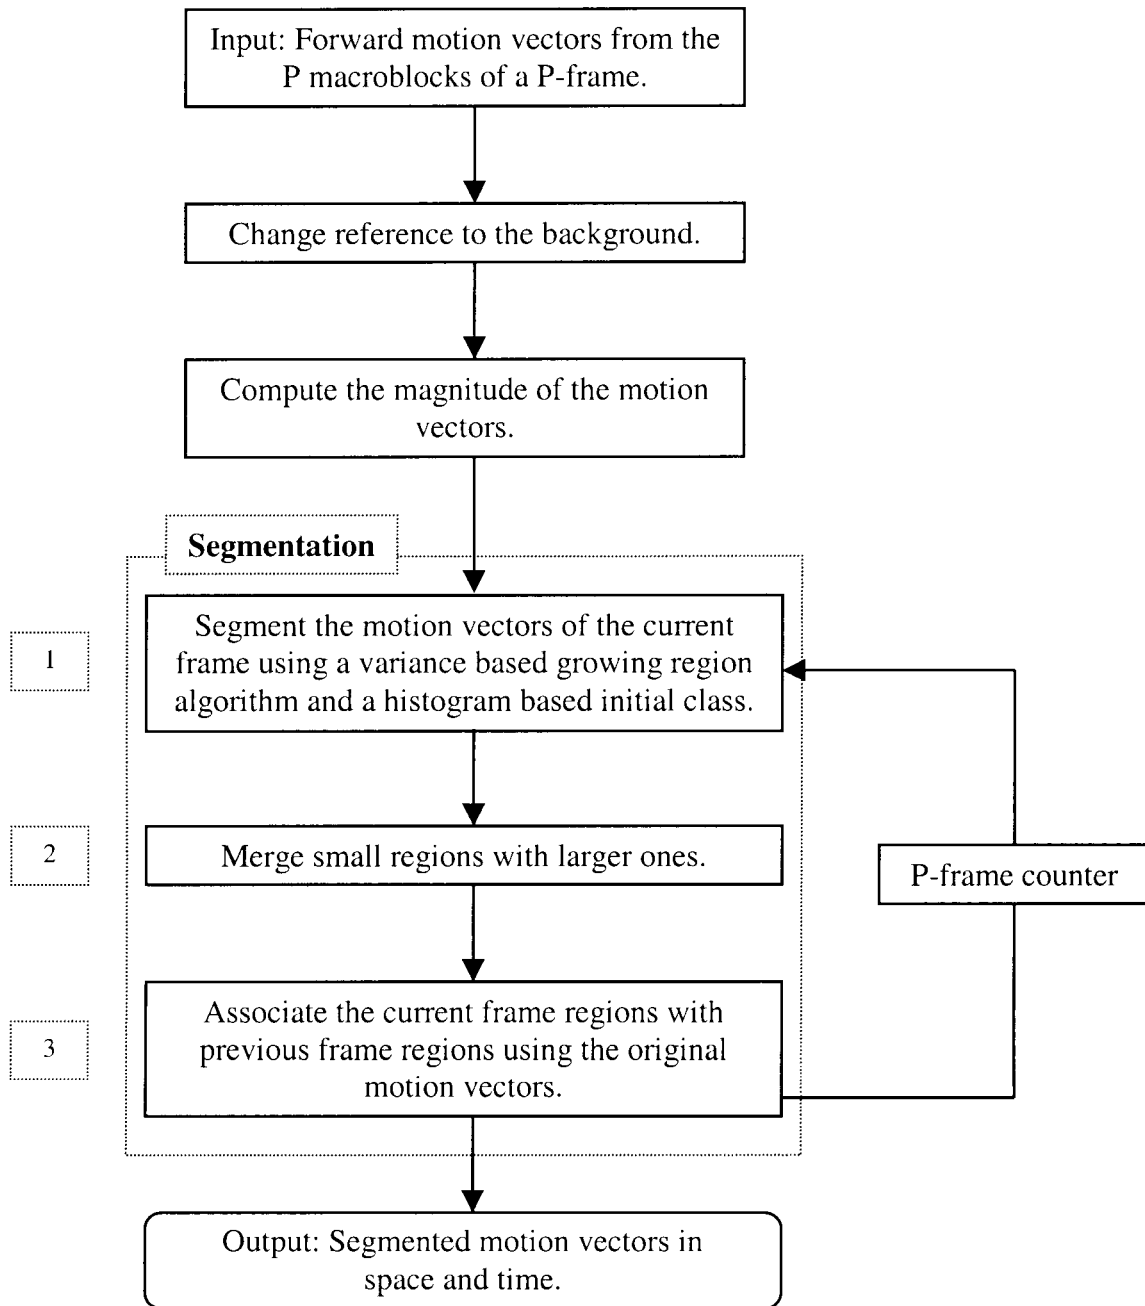 Input: Forward motion vectors from the
P macroblocks of a P-frame.
Change reference to the background.
Compute the magnitude of the motion
vectors.
Segmentation
1
Segment the motion vectors of the current
frame using a variance based growing region
algorithm and a histogram based initial class.
2
Merge small regions with larger ones.
P-frame counter
3
Associate the current frame regions with
previous frame regions using the original
motion vectors.
Output: Segmented motion vectors in
space and time.